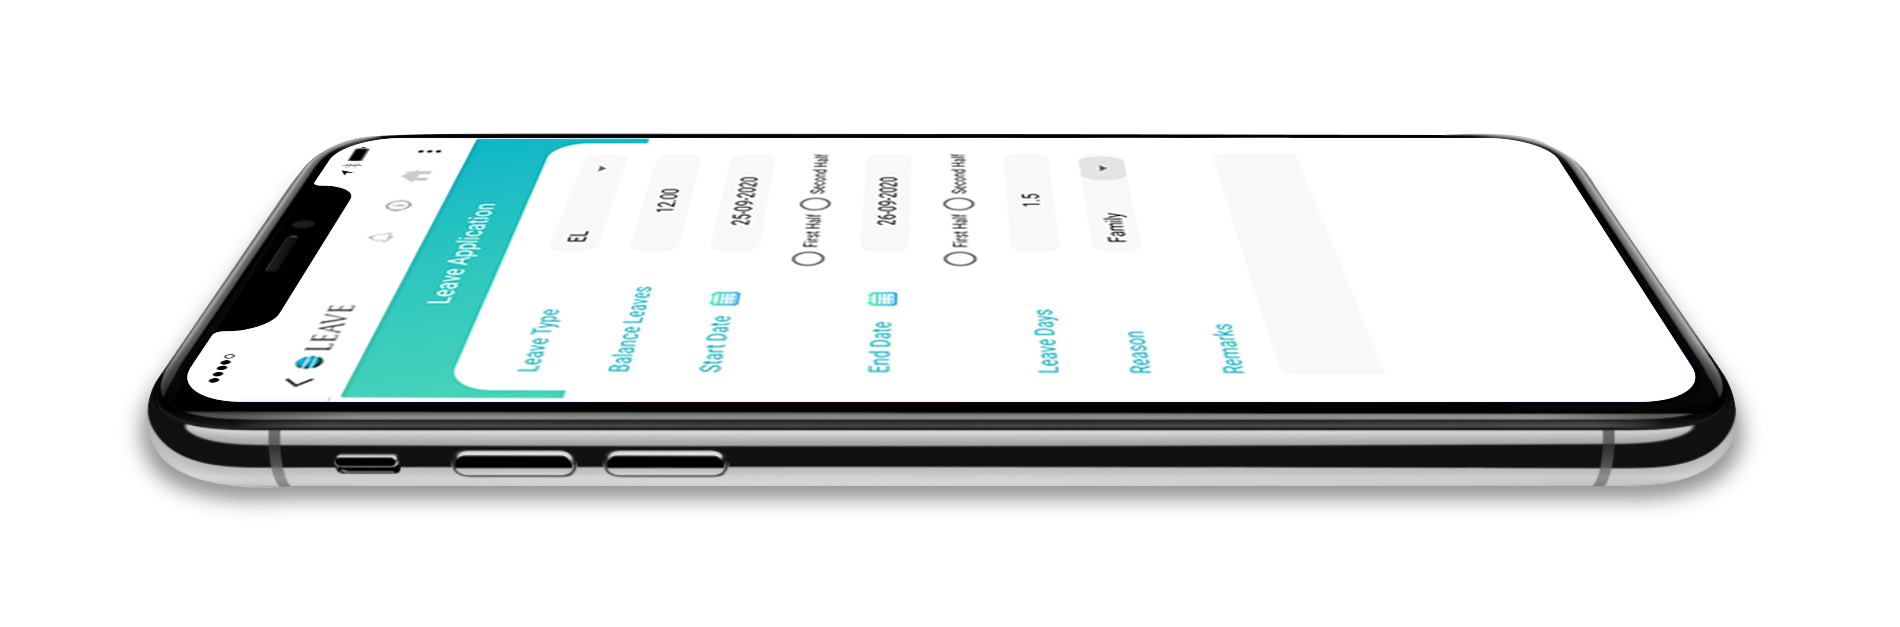 LEAVE
Leave Application
Leave Type EL
Balance Leaves 12.00
Start Date 25-09-2020
First Half Second Half
End Date 26-09-2020
First Half Second Half
Leave Days 1.5
Reason Family
Remarks